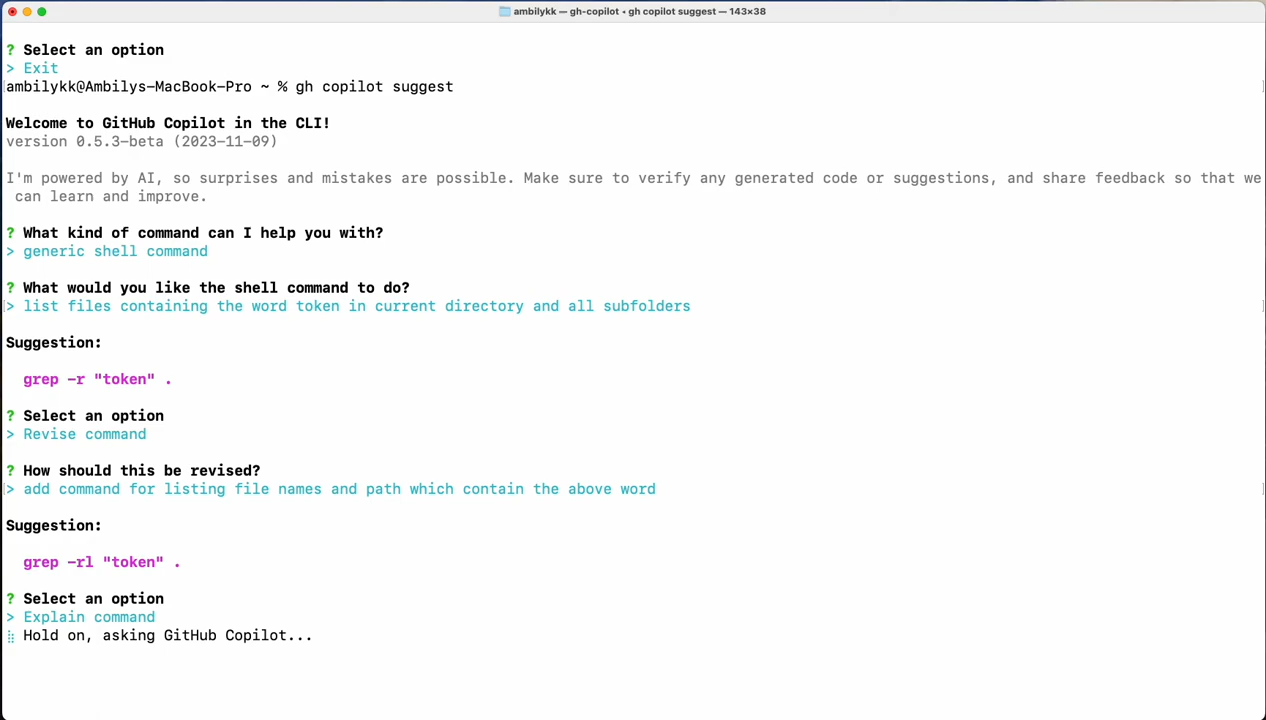 ambilykk — gh-copilot • gh copilot suggest — 143×38
? Select an option
> Exit
ambilykk@Ambilys-MacBook-Pro ~ % gh copilot suggest
Welcome to GitHub Copilot in the CLI!
version 0.5.3-beta (2023-11-09)
I'm powered by AI, so surprises and mistakes are possible. Make sure to verify any generated code or suggestions, and share feedback so that we
can learn and improve.
? What kind of command can I help you with?
> generic shell command
? What would you like the shell command to do?
> list files containing the word token in current directory and all subfolders
Suggestion:
grep -r "token" .
? Select an option
> Revise command
? How should this be revised?
> add command for listing file names and path which contain the above word
Suggestion:
grep -rl "token" .
? Select an option
> Explain command
Hold on, asking GitHub Copilot...